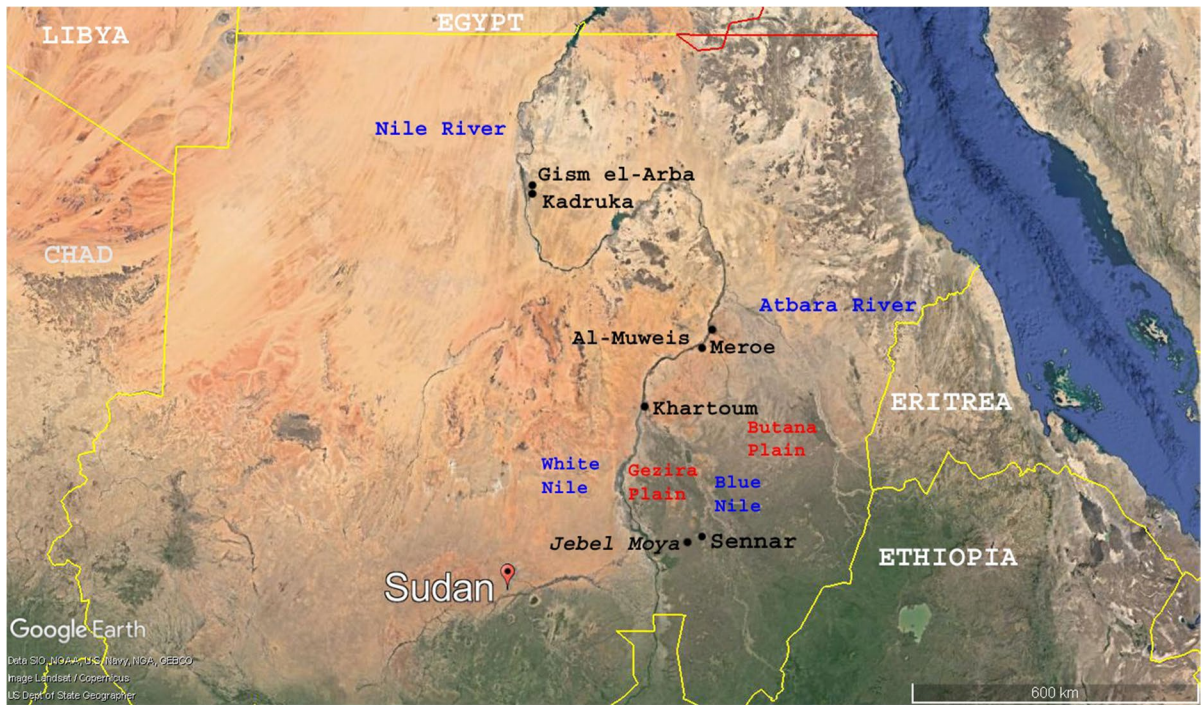 LIBYA
EGYPT
Nile River
Gism el-Arba
Kadruka
CHAD
Atbara River
Al-Muweis
Meroe
Khartoum
ERITREA
Butana
Plain
White
Nile
Gezira
Plain
Blue
Nile
Jebel Moya
Sennar
ETHIOPIA
Sudan
Google Earth
Data SIO, NOAA, U.S. Navy, NGA, GEBCO
Image Landsat / Copernicus
US Dept of State Geographer
600 km